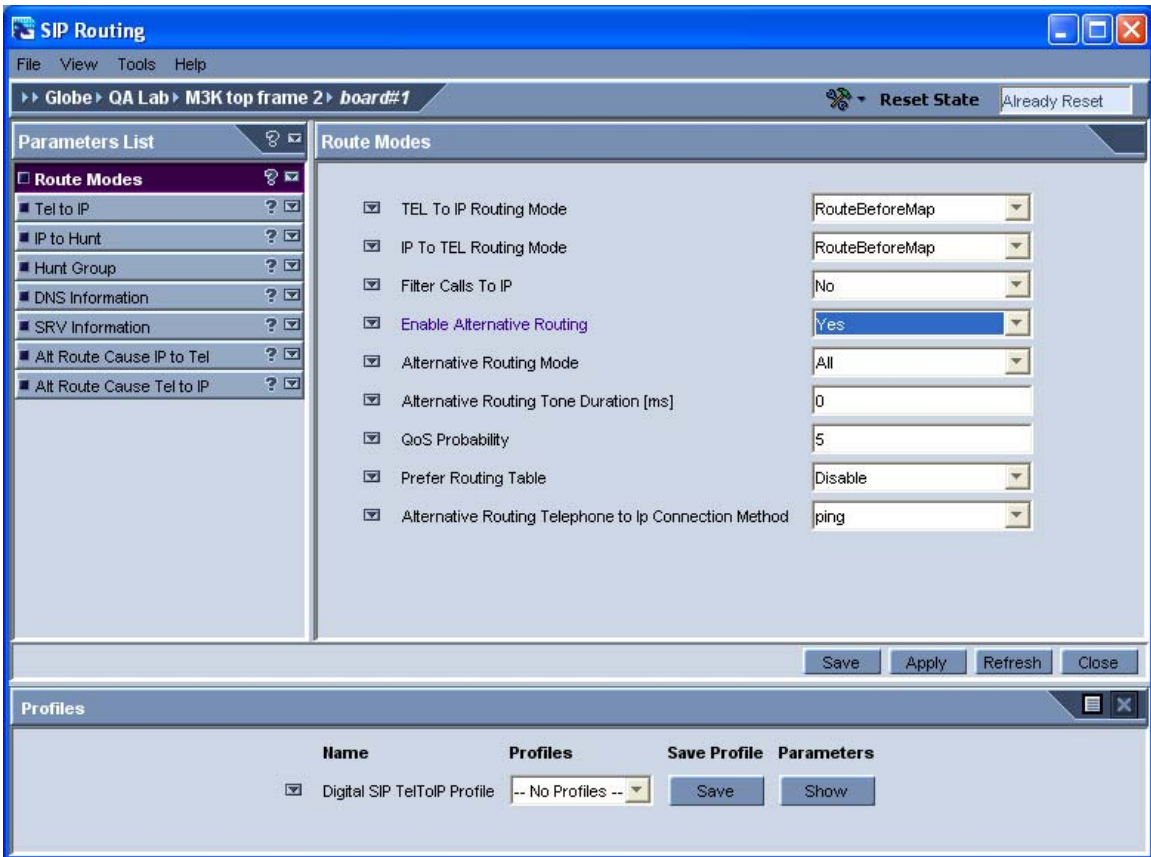 SIP Routing
File View Tools Help
Globe QA Lab M3K top frame 2 board#1
Reset State Already Reset
Parameters List ?
Route Modes ?
Tel to IP ?
IP to Hunt ?
Hunt Group ?
DNS Information ?
SRV Information ?
Alt Route Cause IP to Tel ?
Alt Route Cause Tel to IP ?
Route Modes
TEL To IP Routing Mode RouteBeforeMap
IP To TEL Routing Mode RouteBeforeMap
Filter Calls To IP No
Enable Alternative Routing Yes
Alternative Routing Mode All
Alternative Routing Tone Duration [ms] 0
QoS Probability 5
Prefer Routing Table Disable
Alternative Routing Telephone to Ip Connection Method ping
Save Apply Refresh Close
Profiles
Name Profiles Save Profile Parameters
Digital SIP TelToIP Profile -- No Profiles -- Save Show